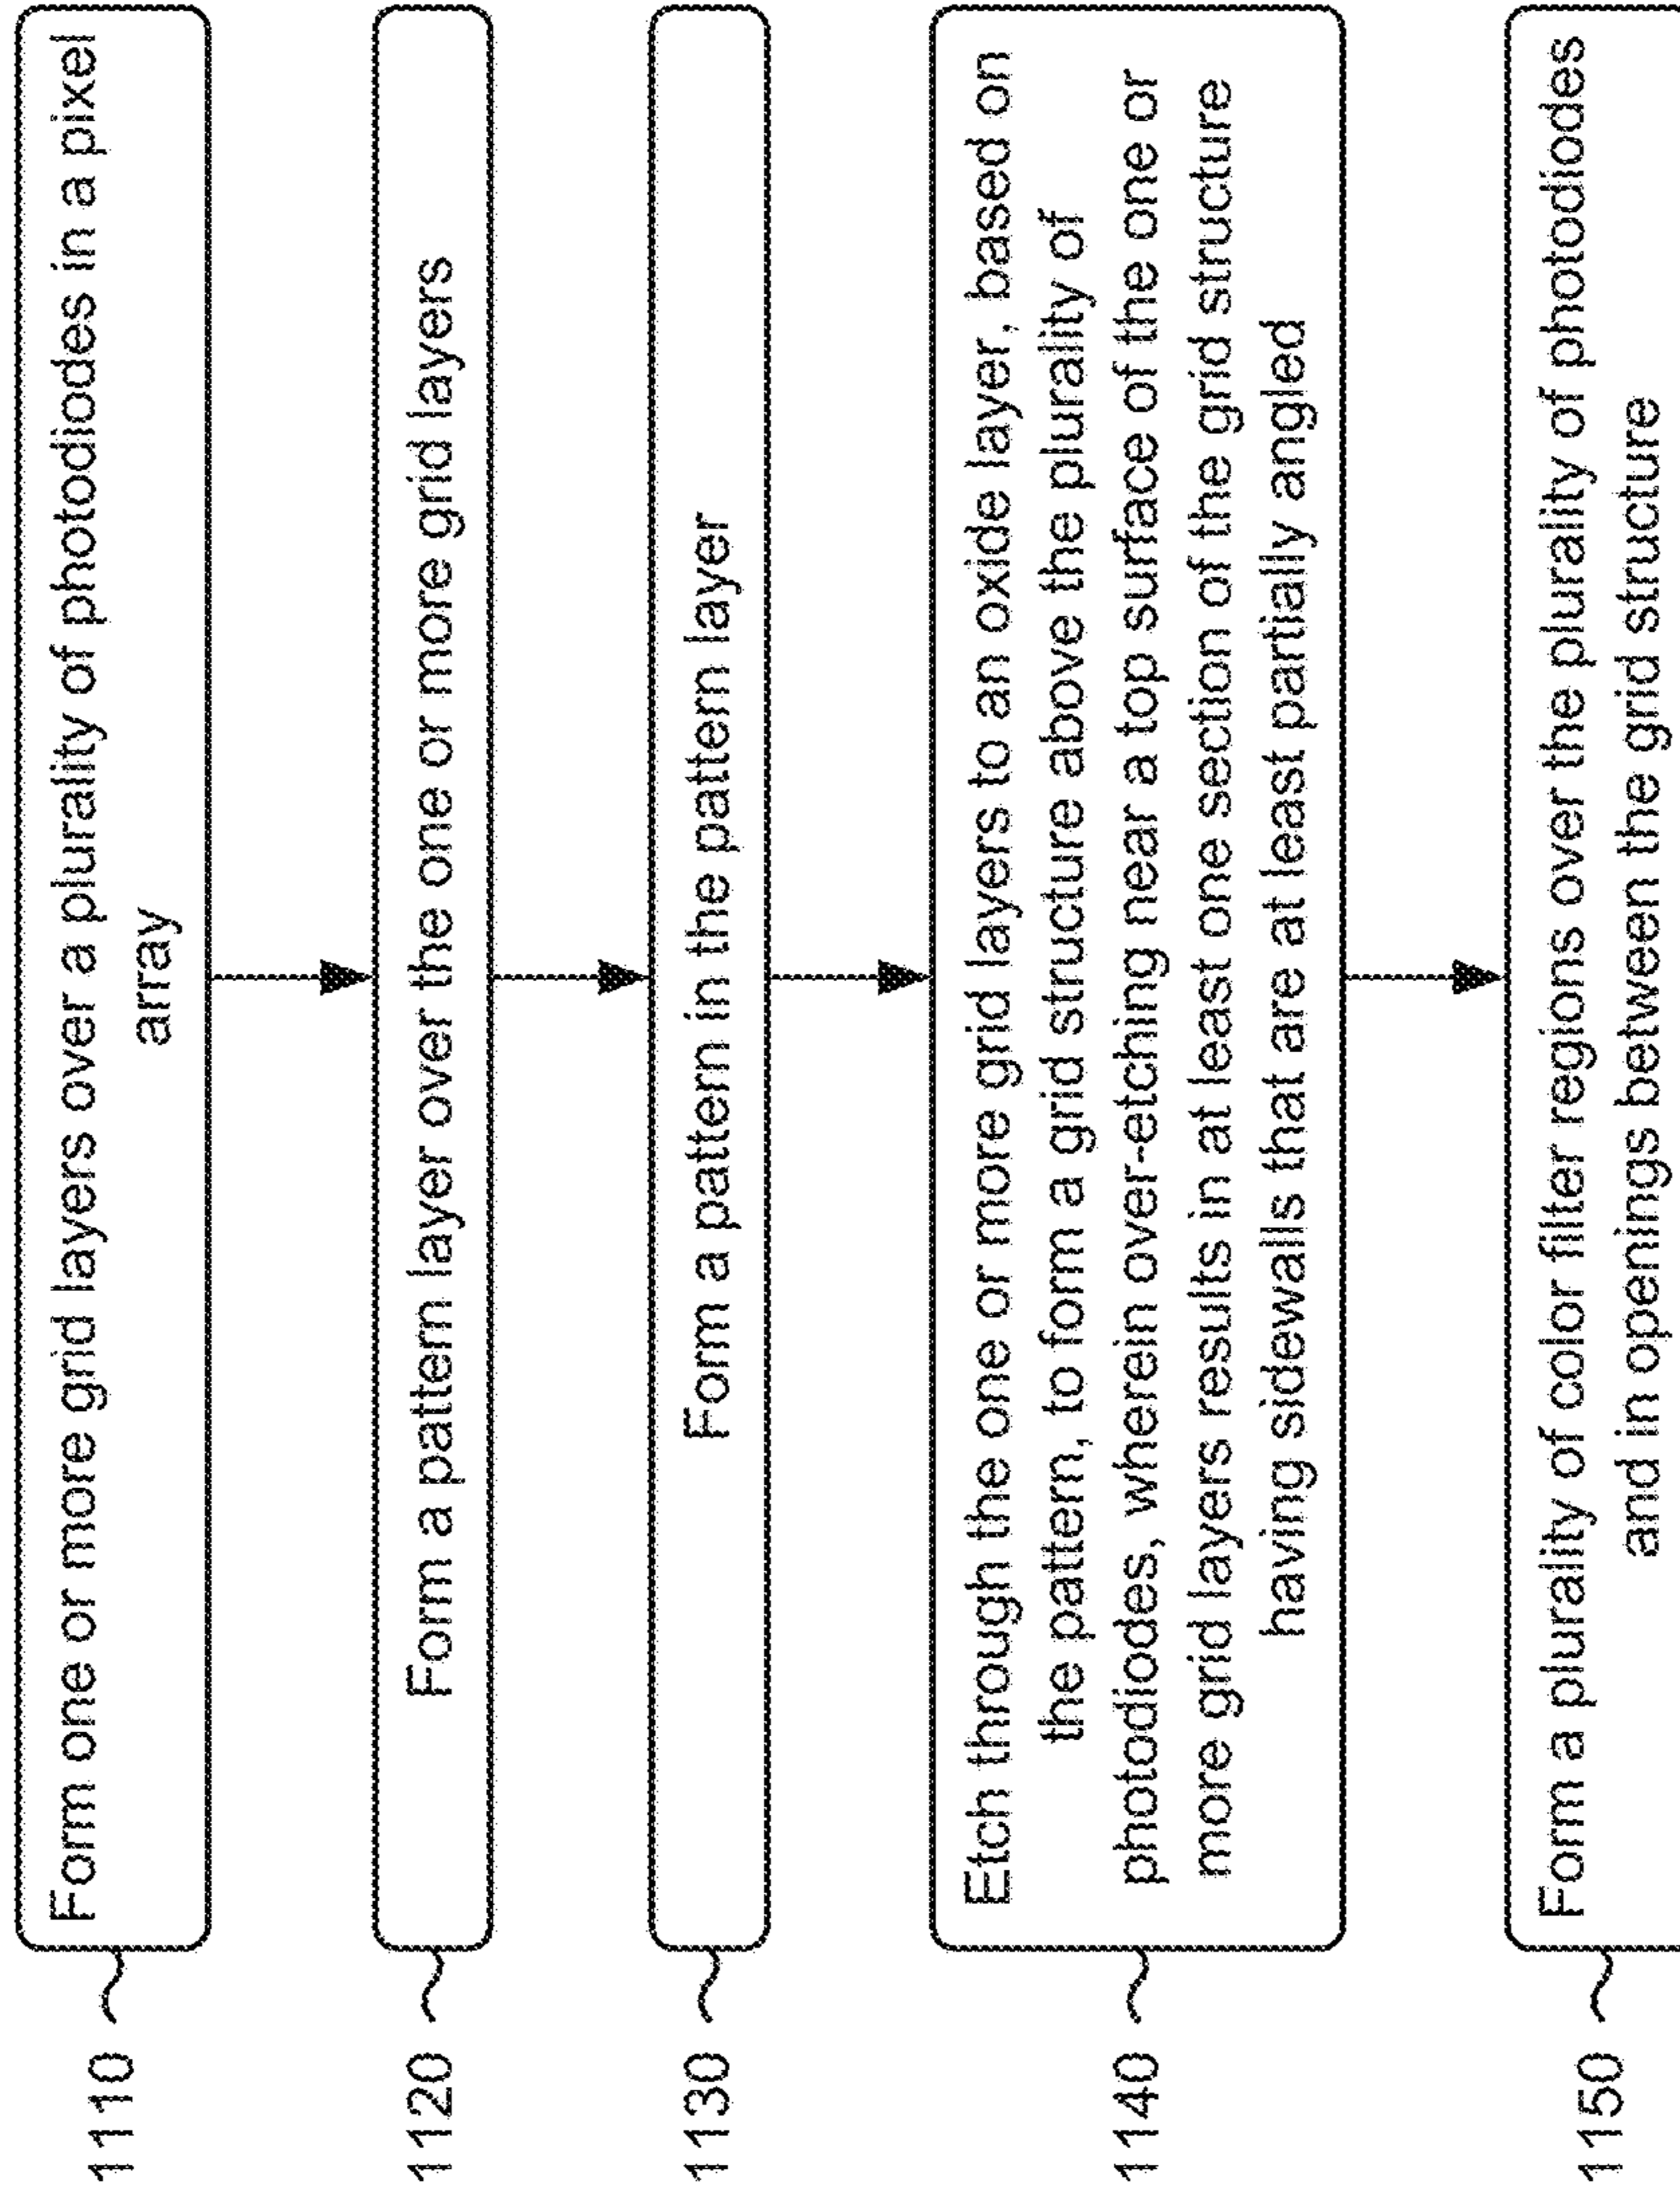 1110
Form one or more grid layers over a plurality of photodiodes in a pixel
array
1120
Form a pattern layer over the one or more grid layers
1130
Form a pattern in the pattern layer
1140
Etch through the one or more grid layers to an oxide layer, based on
the pattern, to form a grid structure above the plurality of
photodiodes, wherein over-etching near a top surface of the one or
more grid layers results in at least one section of the grid structure
having sidewalls that are at least partially angled
1150
Form a plurality of color filter regions over the plurality of photodiodes
and in openings between the grid structure